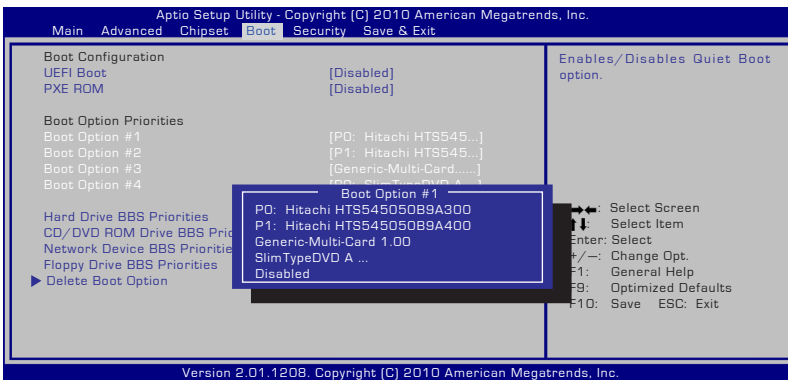 Aptio Setup Utility - Copyright (C) 2010 American Megatrends, Inc.
Main Advanced Chipset Boot Security Save & Exit
Boot Configuration
UEFI Boot [Disabled]
PXE ROM [Disabled]
Boot Option Priorities
Boot Option #1 [P0: Hitachi HTS545...]
Boot Option #2 [P1: Hitachi HTS545...]
Boot Option #3 [Generic-Multi-Card......]
Boot Option #4 SlimTypeDVD A...]
Hard Drive BBS Priorities
CD/DVD ROM Drive BBS
Network Device BBS
Floppy Drive BBS Priorities
Delete Boot Option
Boot Option #1
P0: Hitachi HTS545050B9A300
P1: Hitachi HTS545050B9A400
Generic-Multi-Card 1.00
SlimTypeDVD A ...
Disabled
Enables/Disables Quiet Boot
option.
→←: Select Screen
↑↓: Select Item
Enter: Select
+/−: Change Opt.
F1: General Help
F9: Optimized Defaults
F10: Save ESC: Exit
Version 2.01.1208. Copyright (C) 2010 American Megatrends, Inc.